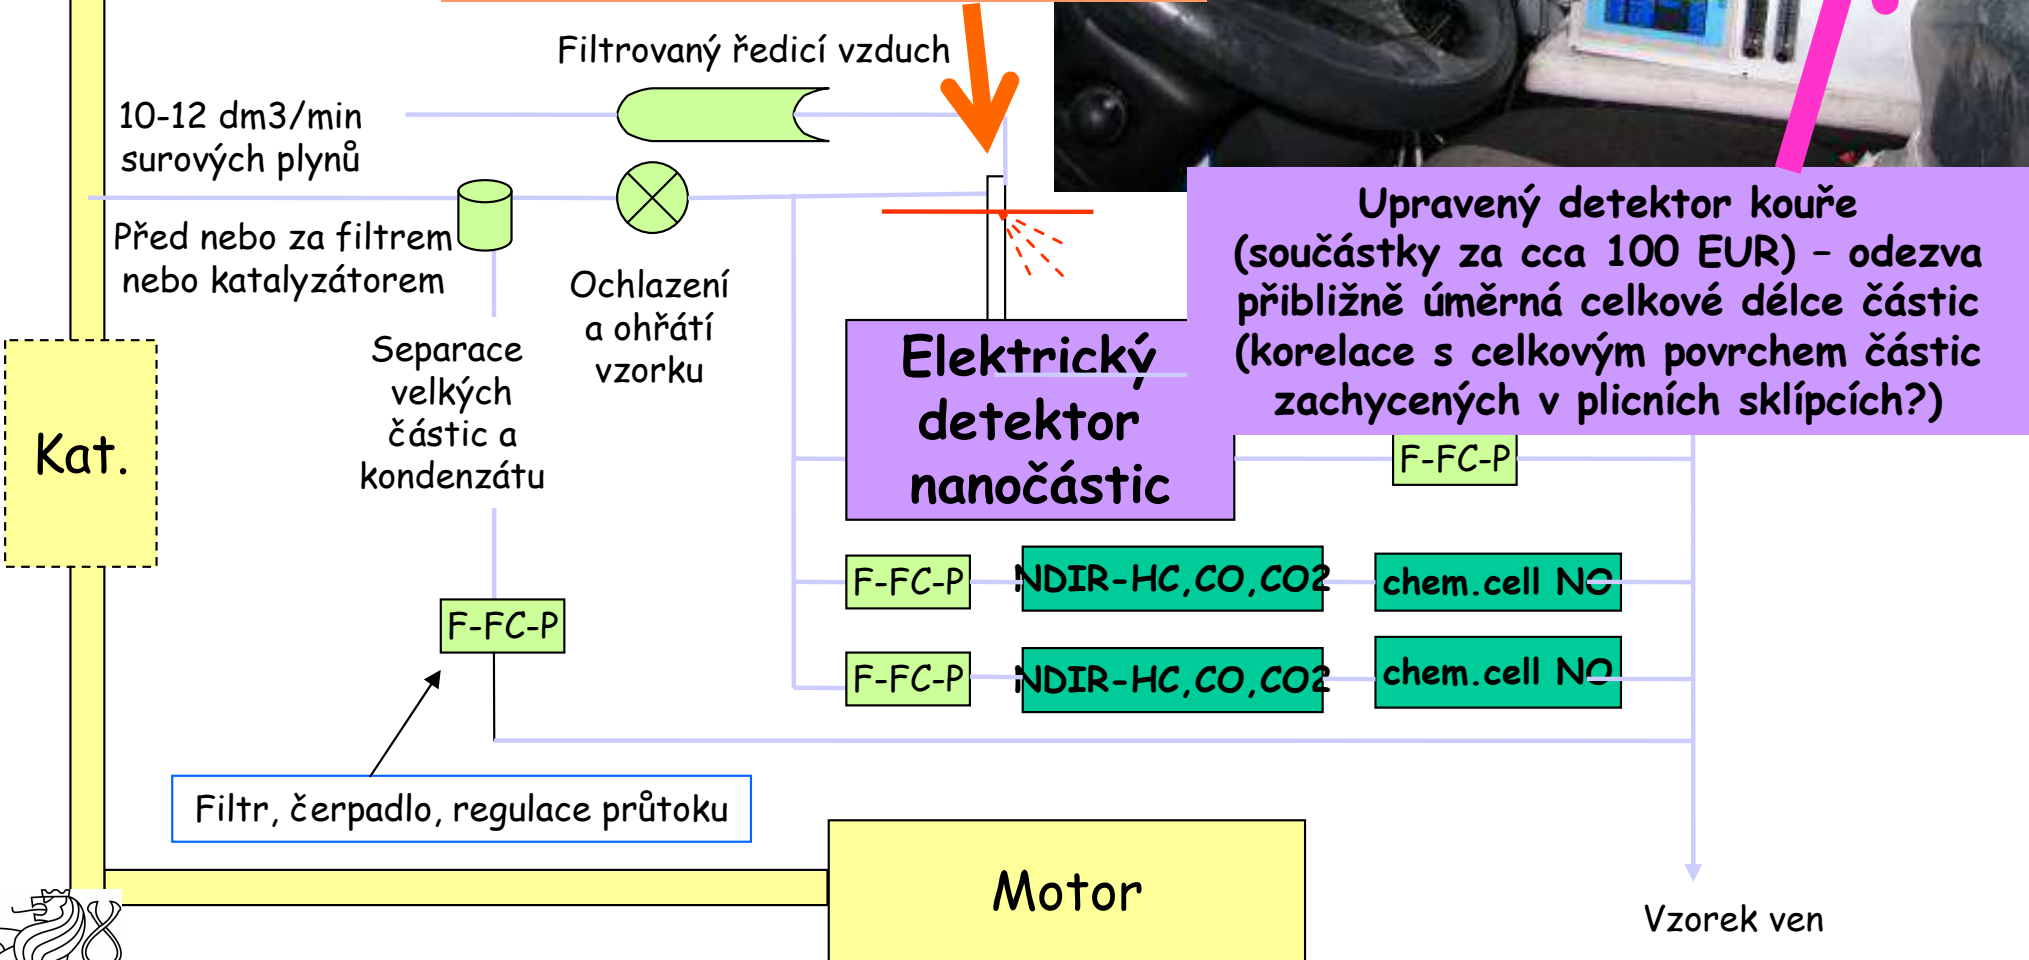 Filtrovaný ředicí vzduch
10-12 dm3/min
surových plynů
Před nebo za filtrem
nebo katalyzátorem
Ochlazení
a ohřátí
vzorku
Separace
velkých
částic a
kondenzátu
Kat.
Upravený detektor kouře
(součástky za cca 100 EUR) – odezva
přibližně úměrná celkové délce částic
(korelace s celkovým povrchem částic
zachycených v plicních sklípcích?)
Elektrický
detektor
nanočástic
F-FC-P
F-FC-P
NDIR-HC,CO,CO2
chem.cell NO
F-FC-P
F-FC-P
NDIR-HC,CO,CO2
chem.cell NO
Filtr, čerpadlo, regulace průtoku
Motor
Vzorek ven